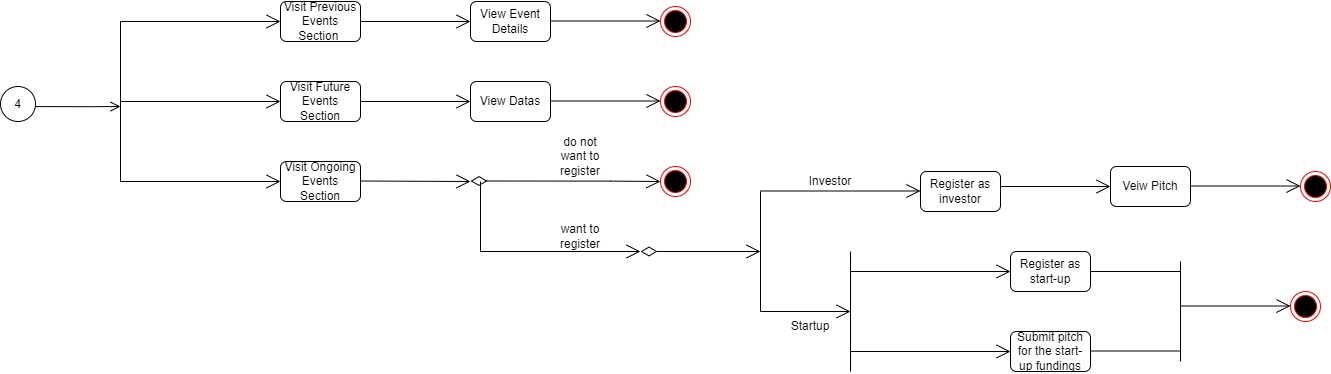 Visit Previous
Events
Section
View Event
Details
4
Visit Future
Events
Section
View Datas
Visit Ongoing
Events
Section
do not
want to
register
want to
register
Investor
Register as
investor
Veiw Pitch
Startup
Register as
start-up
Submit pitch
for the start-
up fundings